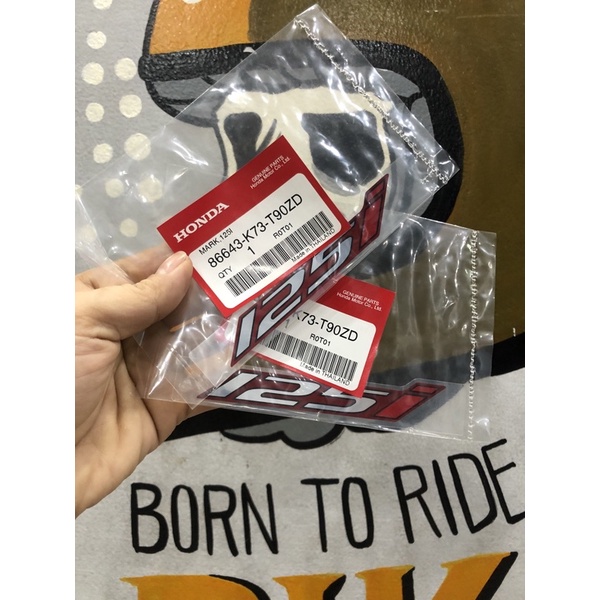 GENUINE PARTS
Honda Motor Co., Ltd.
HONDA
MARK,125I
86643-K73-T90ZD
QTY 1 R0T01
Made in THAILAND
125i
GENUINE PARTS
Honda Motor Co., Ltd.
K73-T90ZD
1 R0T01
Made in THAILAND
125i
BORN TO RIDE